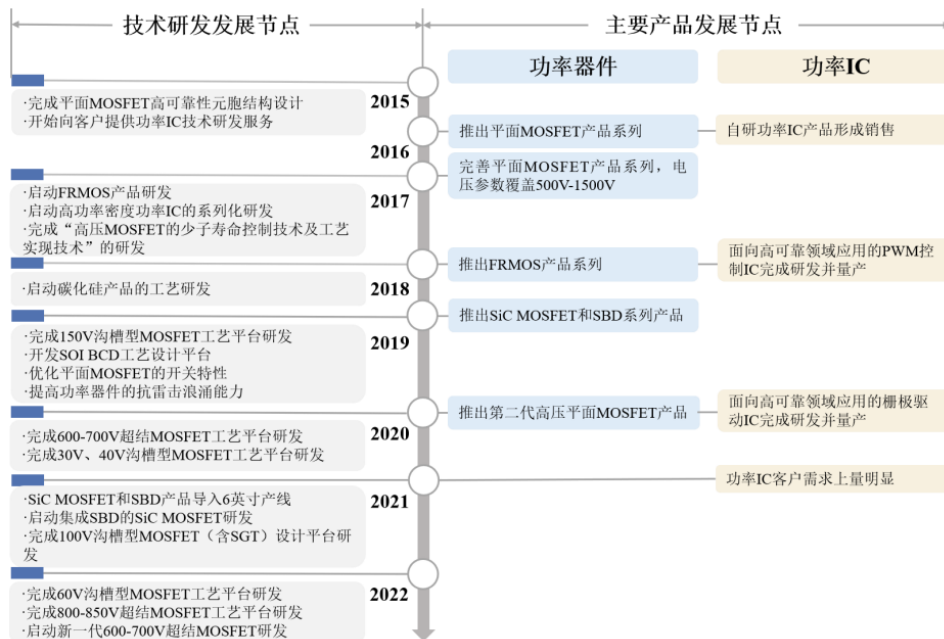 技术研发发展节点
主要产品发展节点
功率器件
功率IC
·完成平面MOSFET高可靠性元胞结构设计
·开始向客户提供功率IC技术研发服务
2015
推出平面MOSFET产品系列
自研功率IC产品形成销售
2016
完善平面MOSFET产品系列，电
压参数覆盖500V-1500V
·启动FRMOS产品研发
·启动高功率密度功率IC的系列化研发
·完成“高压MOSFET的少子寿命控制技术及工艺
实现技术”的研发
2017
推出FRMOS产品系列
面向高可靠领域应用的PWM控
制IC完成研发并量产
·启动碳化硅产品的工艺研发
2018
推出SiC MOSFET和SBD系列产品
·完成150V沟槽型MOSFET工艺平台研发
·开发SOI BCD工艺设计平台
·优化平面MOSFET的开关特性
·提高功率器件的抗雷击浪涌能力
2019
推出第二代高压平面MOSFET产品
面向高可靠领域应用的栅极驱
动IC完成研发并量产
·完成600-700V超结MOSFET工艺平台研发
·完成30V、40V沟槽型MOSFET工艺平台研发
2020
功率IC客户需求上量明显
·SiC MOSFET和SBD产品导入6英寸产线
·启动集成SBD的SiC MOSFET研发
·完成100V沟槽型MOSFET（含SGT）设计平台研
发
2021
·完成60V沟槽型MOSFET工艺平台研发
·完成800-850V超结MOSFET工艺平台研发
·启动新一代600-700V超结MOSFET研发
2022